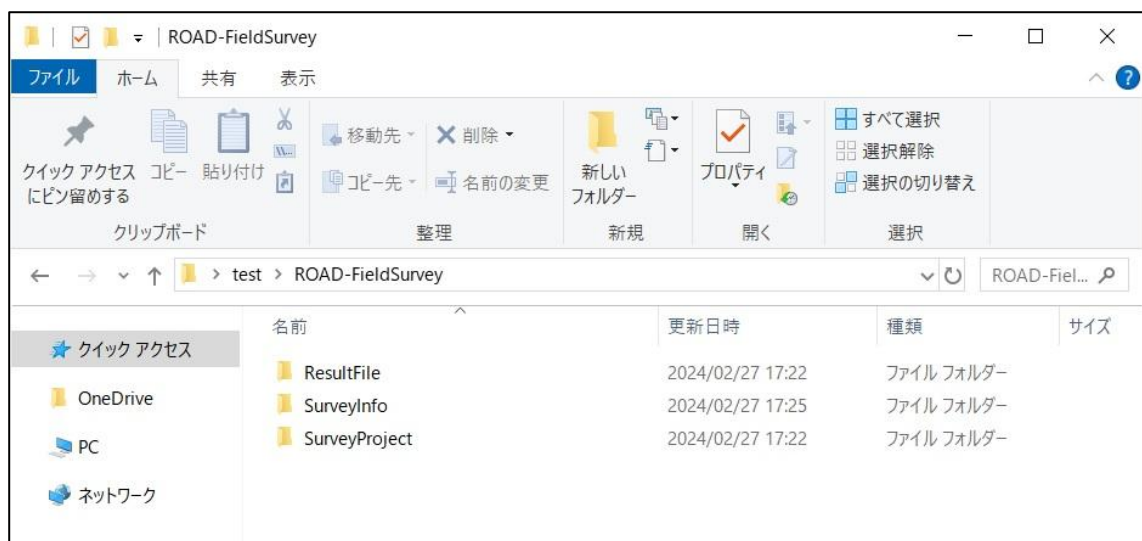 ROAD-FieldSurvey
ファイル ホーム 共有 表示
クイック アクセス
にピン留めする
コピー
貼り付け
移動先
削除
コピー先
名前の変更
新しい
フォルダー
プロパティ
すべて選択
選択解除
選択の切り替え
クリップボード 整理 新規 開く 選択
test > ROAD-FieldSurvey
ROAD-Fiel...
名前 更新日時 種類 サイズ
クイック アクセス
OneDrive
PC
ネットワーク
ResultFile 2024/02/27 17:22 ファイル フォルダー
SurveyInfo 2024/02/27 17:25 ファイル フォルダー
SurveyProject 2024/02/27 17:22 ファイル フォルダー